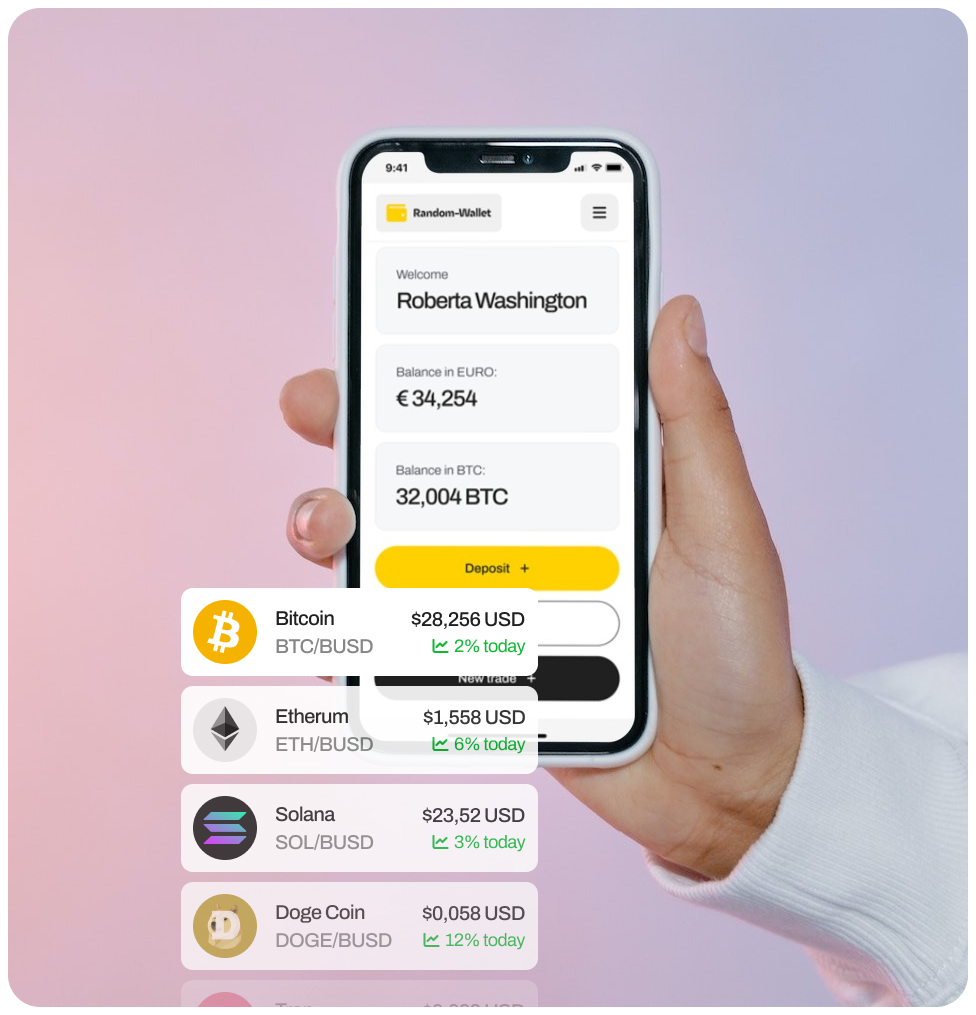 9:41
Random-Wallet
Welcome
Roberta Washington
Balance in EURO:
€ 34,254
Balance in BTC:
32,004 BTC
Deposit +
New trade +
Bitcoin
$28,256 USD
BTC/BUSD
2% today
Etherum
$1,558 USD
ETH/BUSD
6% today
Solana
$23,52 USD
SOL/BUSD
3% today
Doge Coin
$0,058 USD
DOGE/BUSD
12% today